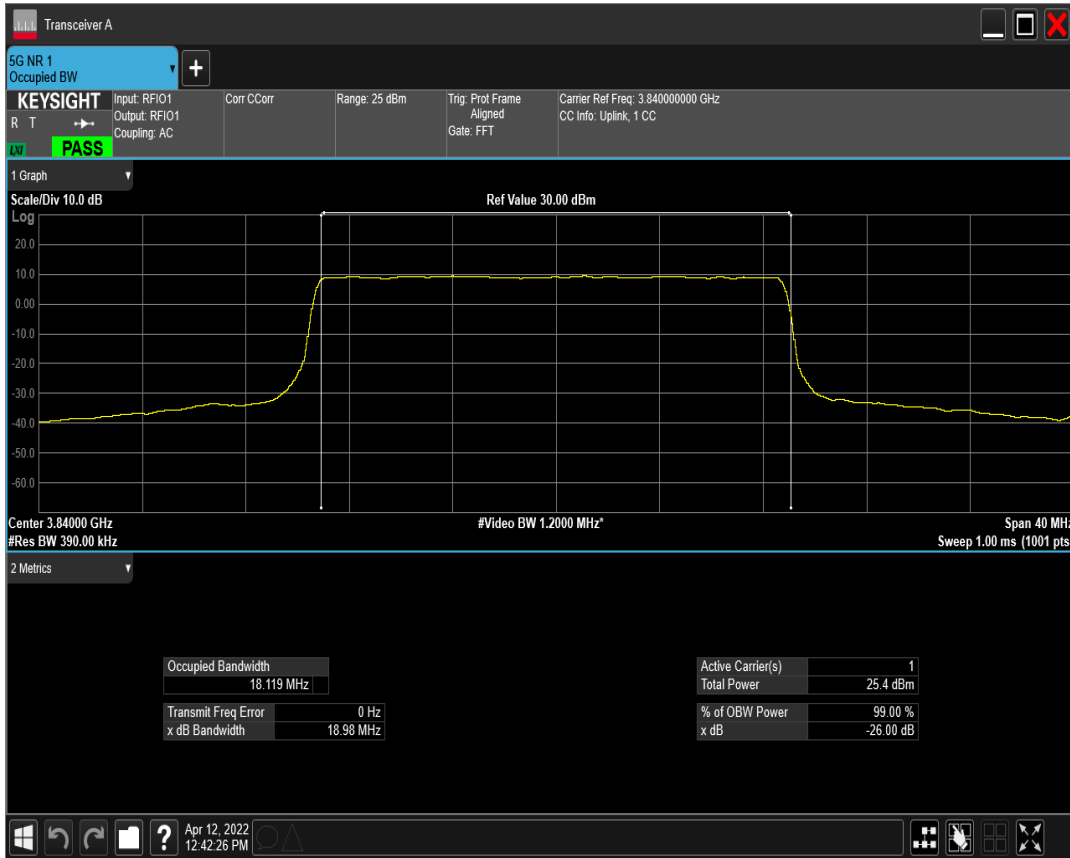 Transceiver A
5G NR 1
Occupied BW
KEYSIGHT
R T
LXI
PASS
Input: RFIO1
Output: RFIO1
Coupling: AC
Corr CCorr
Range: 25 dBm
Trig: Prot Frame
Aligned
Gate: FFT
Carrier Ref Freq: 3.840000000 GHz
CC Info: Uplink, 1 CC
1 Graph
Scale/Div 10.0 dB
Ref Value 30.00 dBm
Log
20.0
10.0
0.00
-10.0
-20.0
-30.0
-40.0
-50.0
-60.0
Center 3.84000 GHz
#Video BW 1.2000 MHz*
Span 40 MHz
#Res BW 390.00 kHz
Sweep 1.00 ms (1001 pts
2 Metrics
Occupied Bandwidth
18.119 MHz
Transmit Freq Error 0 Hz
x dB Bandwidth 18.98 MHz
Active Carrier(s) 1
Total Power 25.4 dBm
% of OBW Power 99.00 %
x dB -26.00 dB
?
Apr 12, 2022
12:42:26 PM